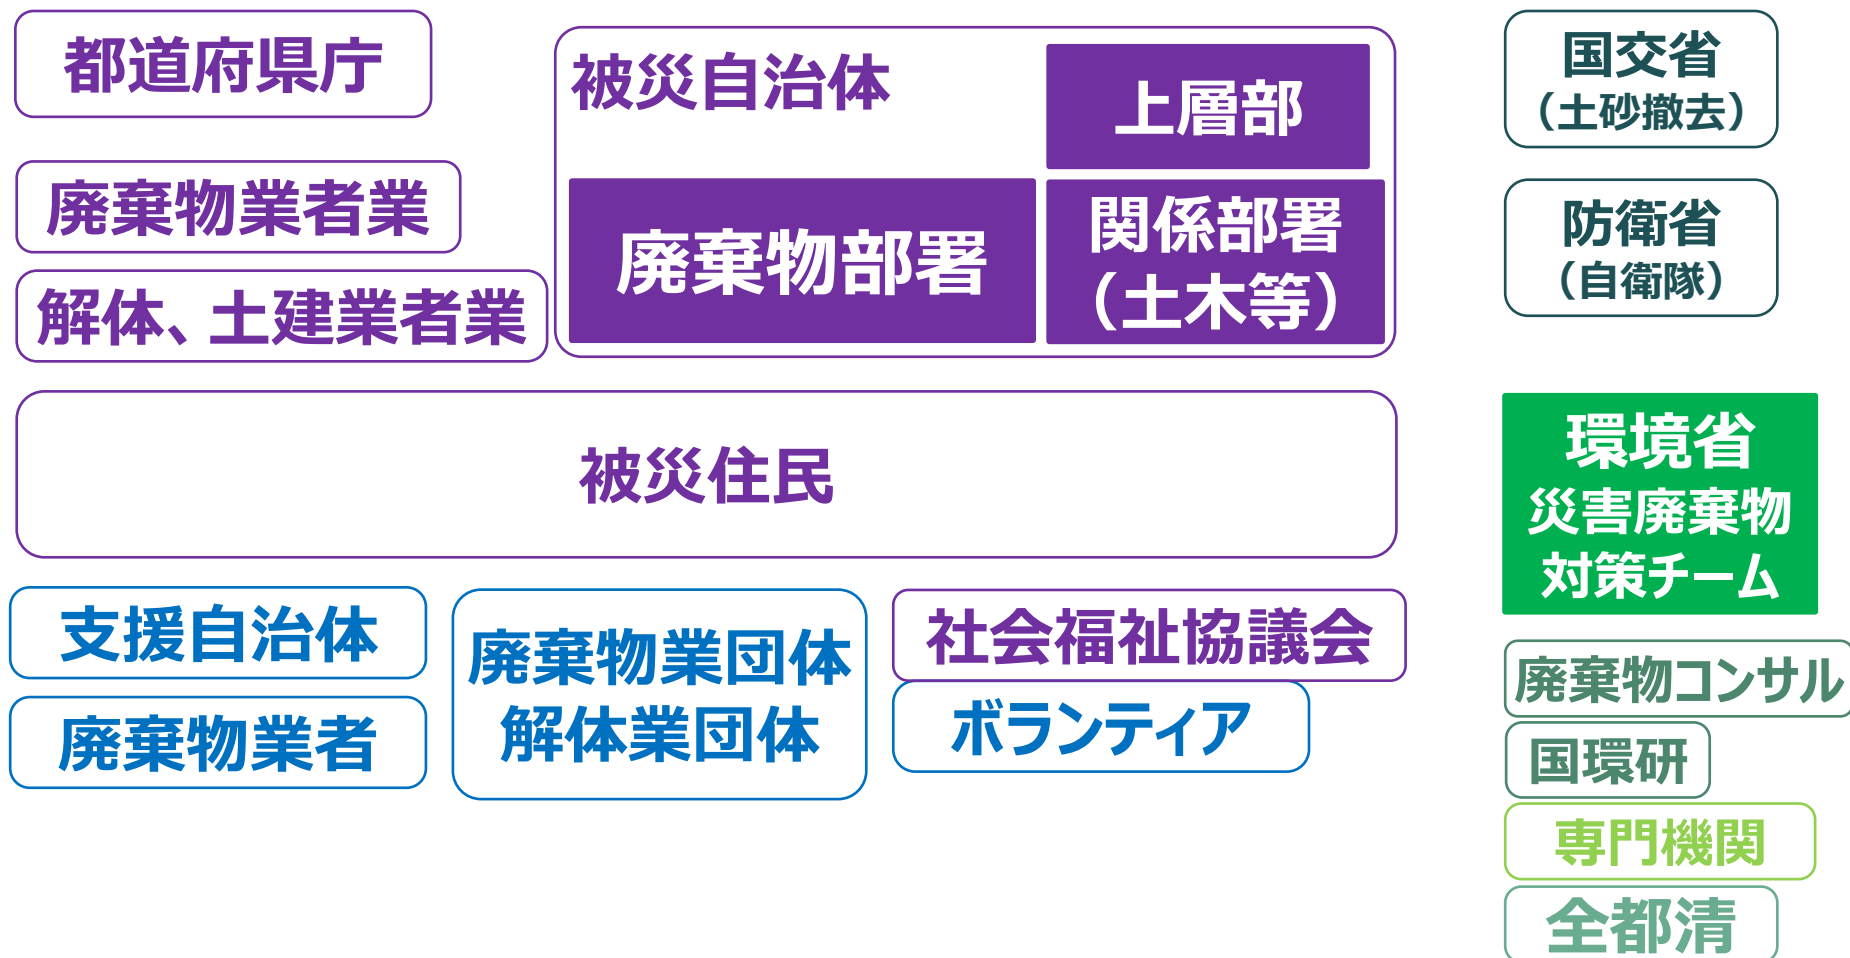 都道府県庁
廃棄物業者業
解体、土建業者業
被災自治体
上層部
廃棄物部署
関係部署
（土木等）
被災住民
支援自治体
廃棄物業者
廃棄物業団体
解体業団体
社会福祉協議会
ボランティア
国交省
（土砂撤去）
防衛省
（自衛隊）
環境省
災害廃棄物
対策チーム
廃棄物コンサル
国環研
専門機関
全都清